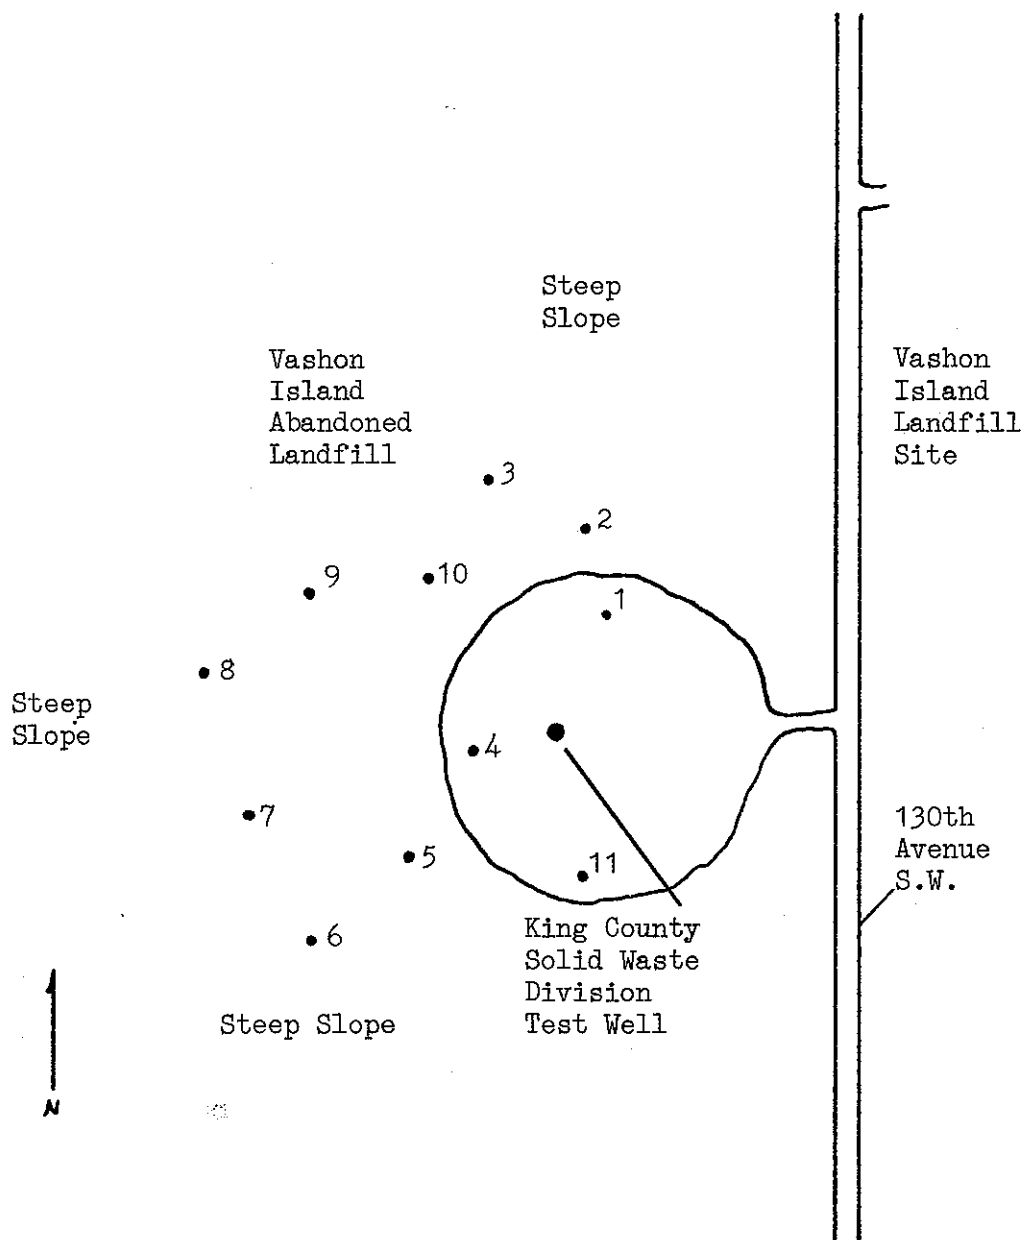 Steep
Slope
Vashon
Island
Abandoned
Landfill
Vashon
Island
Landfill
Site
3
2
9
10
1
8
Steep
Slope
4
7
5
130th
Avenue
S.W.
11
6
King County
Solid Waste
Division
Test Well
Steep Slope
N